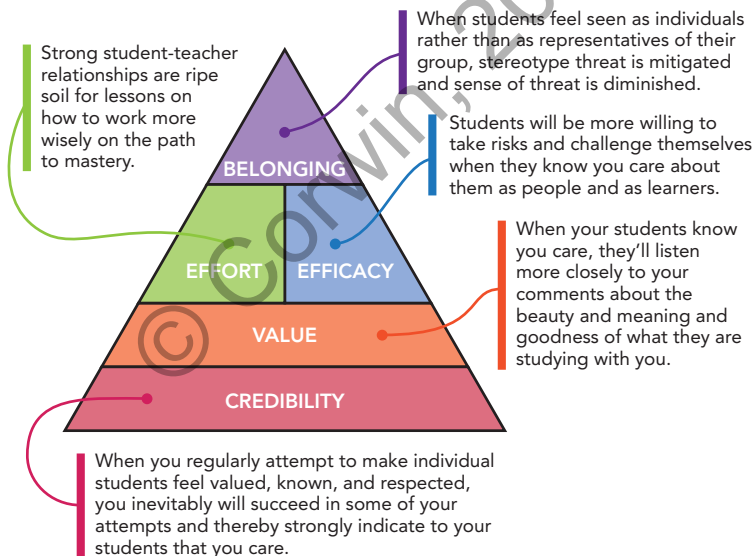 When students feel seen as individuals
rather than as representatives of their
group, stereotype threat is mitigated
and sense of threat is diminished.
Strong student-teacher
relationships are ripe
soil for lessons on
how to work more
wisely on the path
to mastery.
Students will be more willing to
take risks and challenge themselves
when they know you care about
them as people and as learners.
BELONGING
EFFORT
EFFICACY
When your students know
you care, they’ll listen
more closely to your
comments about the
beauty and meaning and
goodness of what they are
studying with you.
VALUE
CREDIBILITY
When you regularly attempt to make individual
students feel valued, known, and respected,
you inevitably will succeed in some of your
attempts and thereby strongly indicate to your
students that you care.
© Corwin, 20